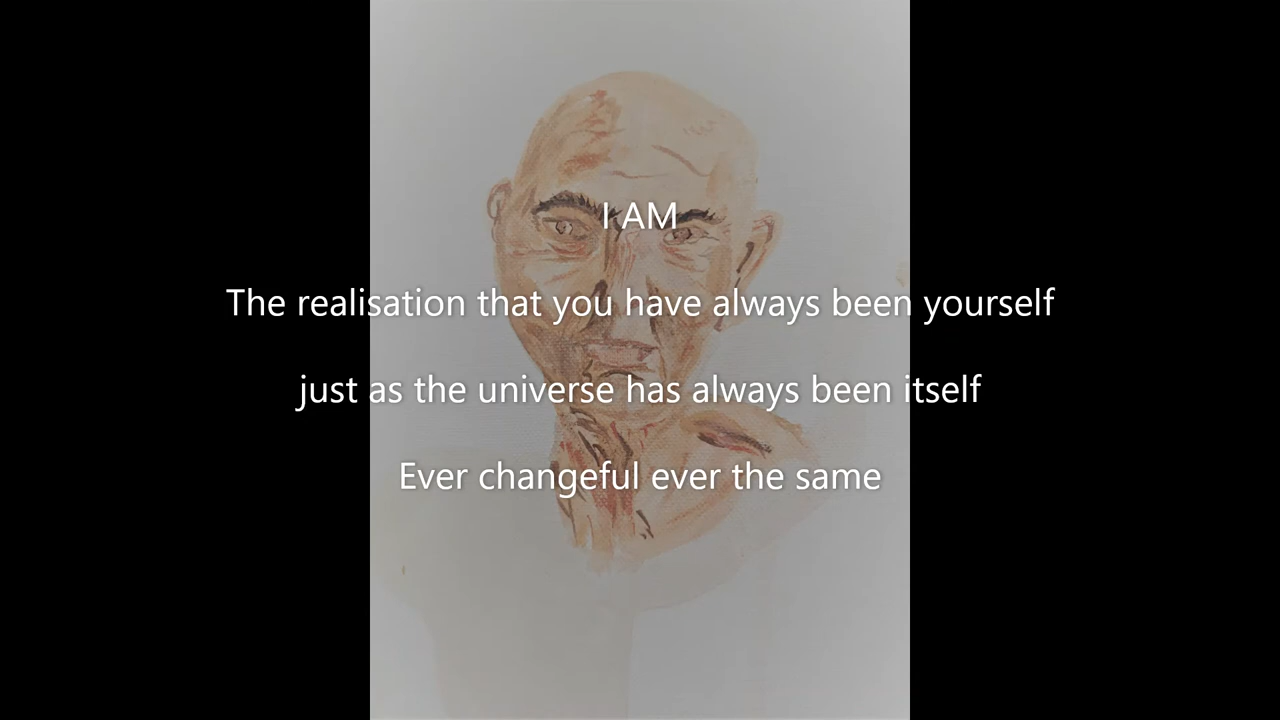 I AM
The realisation that you have always been yourself
just as the universe has always been itself
Ever changeful ever the same